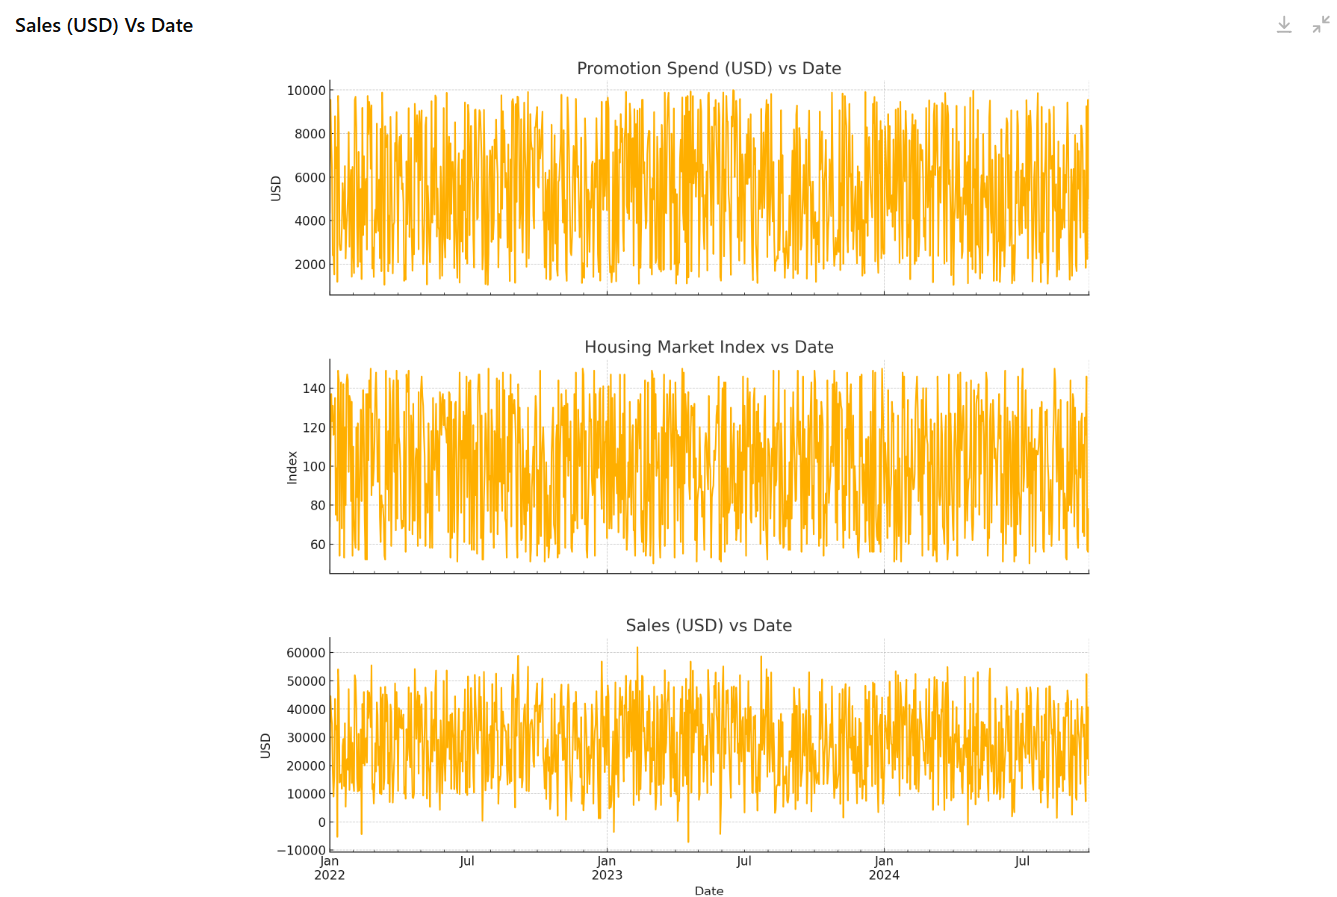 Sales (USD) Vs Date
Promotion Spend (USD) vs Date
10000
8000
6000
4000
2000
USD
Housing Market Index vs Date
140
120
100
80
60
Index
Sales (USD) vs Date
60000
50000
40000
30000
20000
10000
0
−10000
USD
Jan Jul Jan Jul Jan Jul
2022 2023 2024
Date